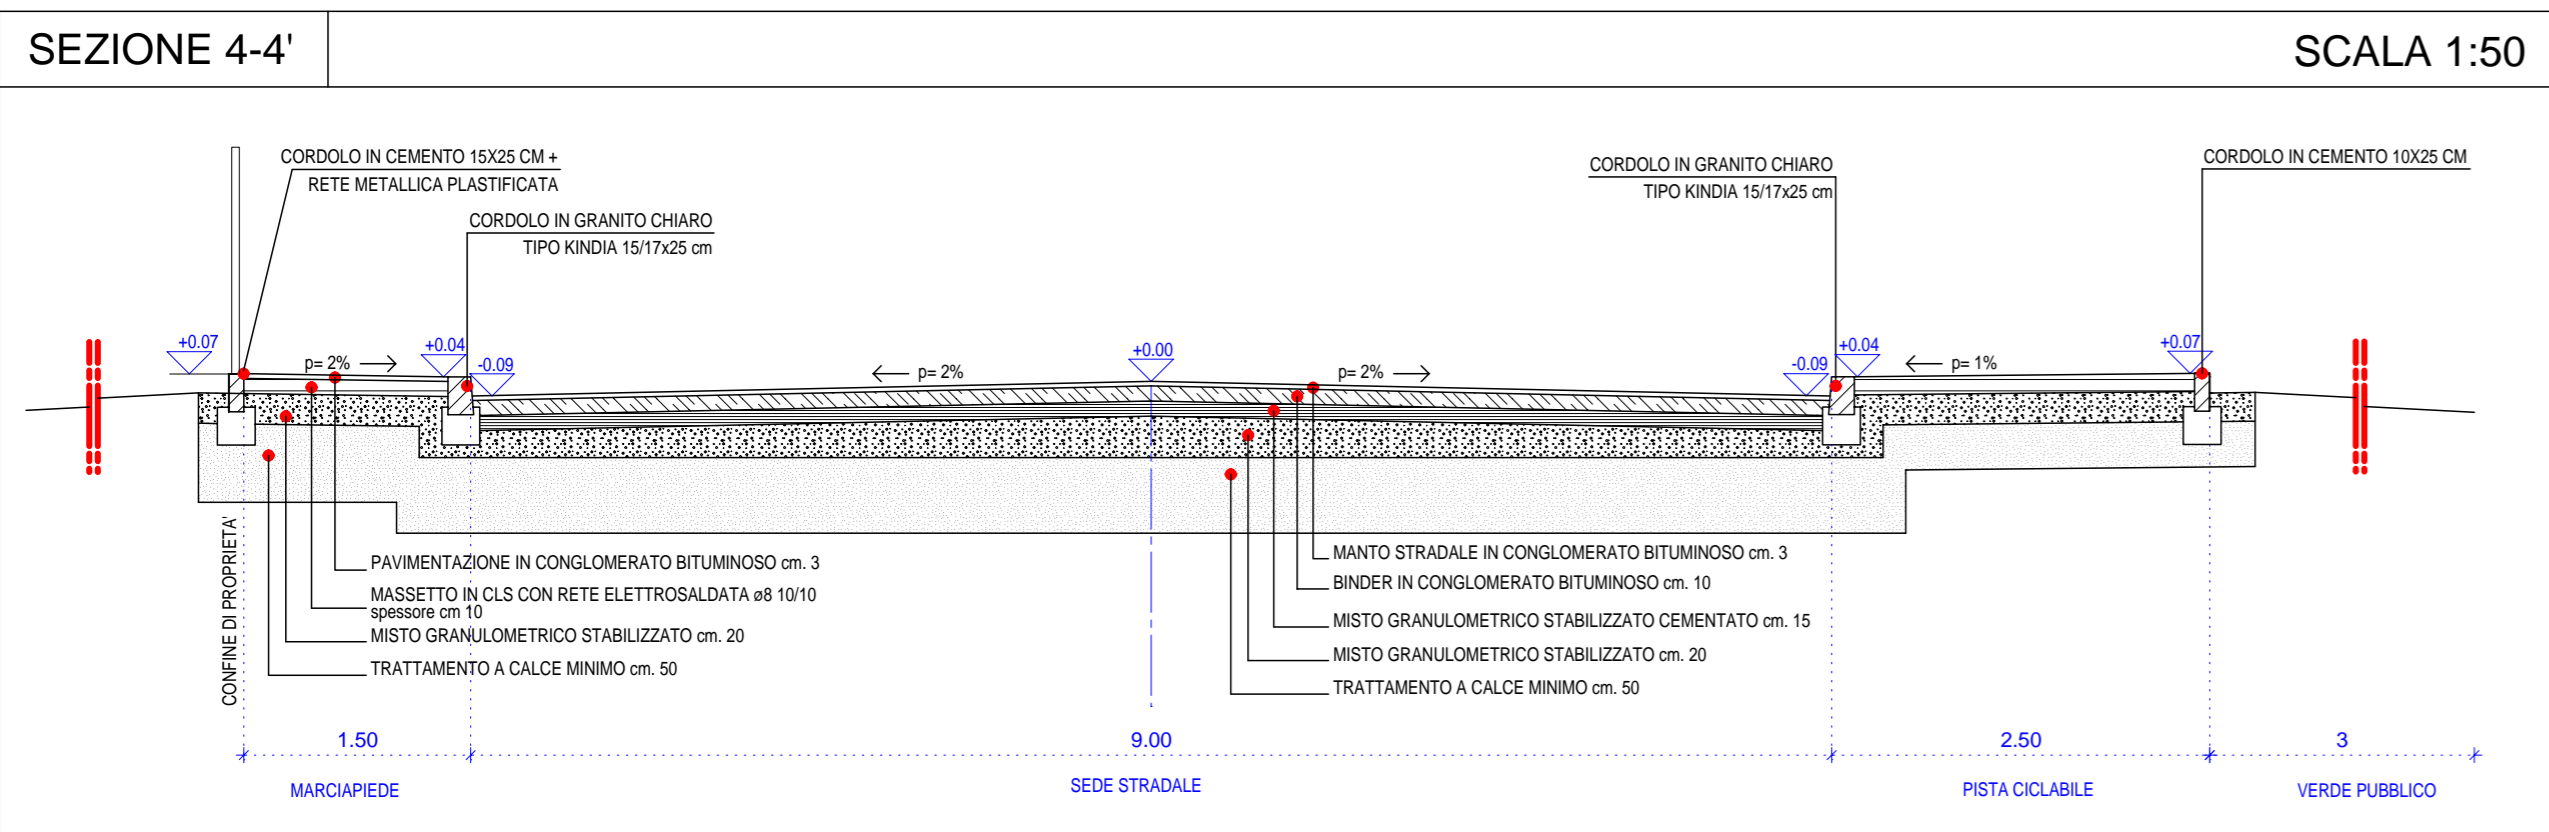 SEZIONE 4-4'
SCALA 1:50
CORDOLO IN CEMENTO 15X25 CM +
RETE METALLICA PLASTIFICATA
CORDOLO IN GRANITO CHIARO
TIPO KINDIA 15/17x25 cm
CORDOLO IN GRANITO CHIARO
TIPO KINDIA 15/17x25 cm
CORDOLO IN CEMENTO 10X25 CM
+0.07
p= 2%
+0.04
-0.09
p= 2%
+0.00
p= 2%
-0.09
+0.04
p= 1%
+0.07
CONFINE DI PROPRIETA'
PAVIMENTAZIONE IN CONGLOMERATO BITUMINOSO cm. 3
MASSETTO IN CLS CON RETE ELETTROSALDATA ø8 10/10
spessore cm 10
MISTO GRANULOMETRICO STABILIZZATO cm. 20
TRATTAMENTO A CALCE MINIMO cm. 50
MANTO STRADALE IN CONGLOMERATO BITUMINOSO cm. 3
BINDER IN CONGLOMERATO BITUMINOSO cm. 10
MISTO GRANULOMETRICO STABILIZZATO CEMENTATO cm. 15
MISTO GRANULOMETRICO STABILIZZATO cm. 20
TRATTAMENTO A CALCE MINIMO cm. 50
1.50
9.00
2.50
3
MARCIAPIEDE
SEDE STRADALE
PISTA CICLABILE
VERDE PUBBLICO